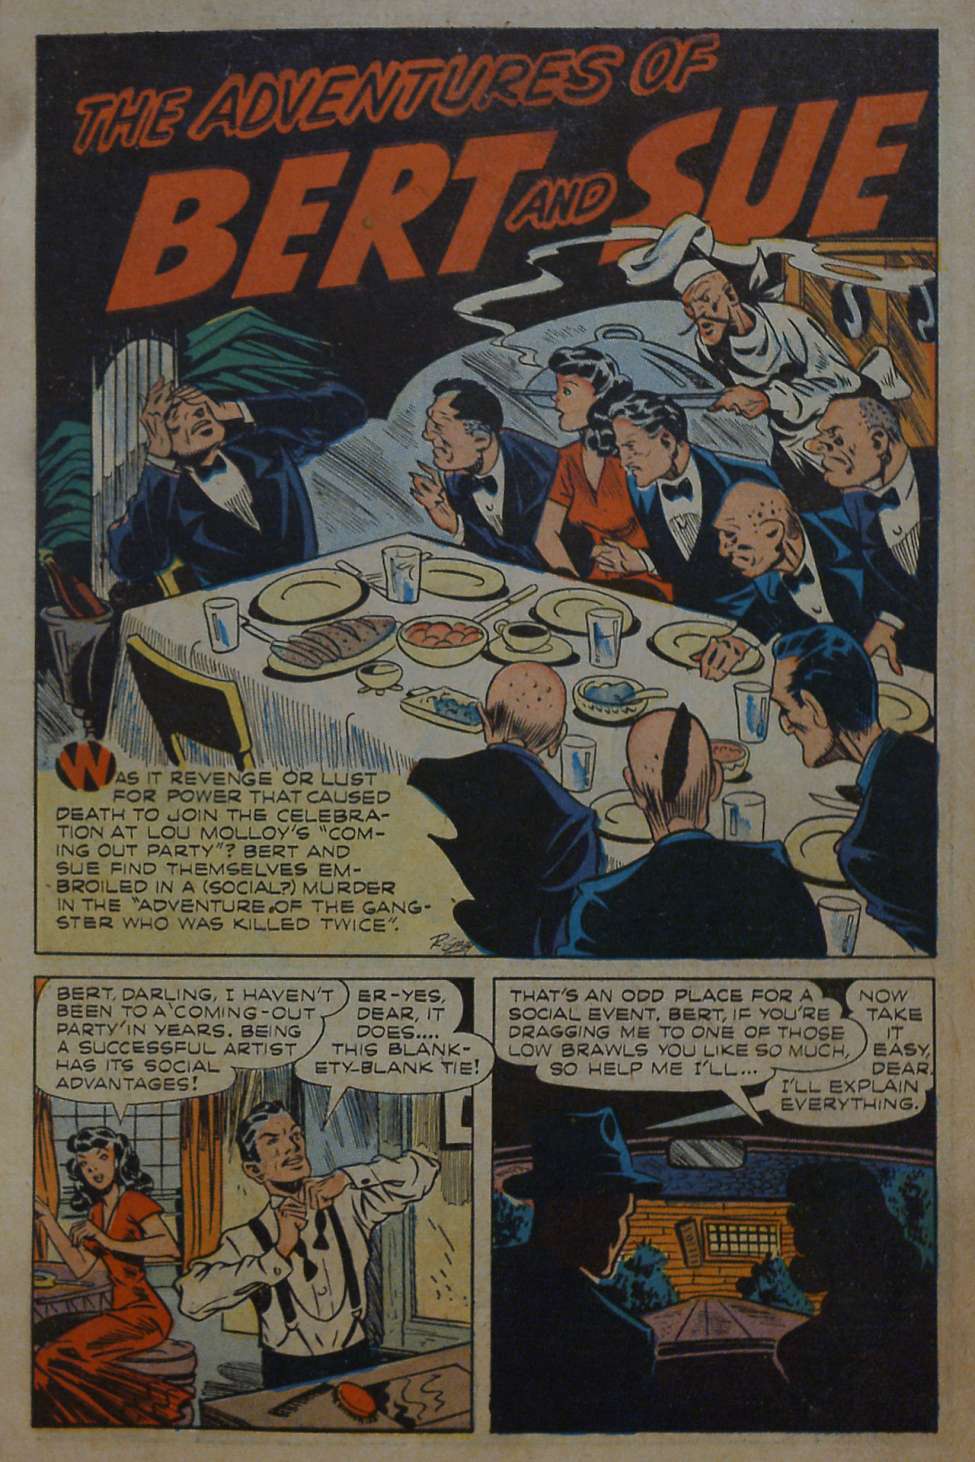 THE ADVENTURES OF
BERT AND SUE
WAS IT REVENGE OR LUST
FOR POWER THAT CAUSED
DEATH TO JOIN THE CELEBRA-
TION AT LOU MOLLOY'S "COM-
ING OUT PARTY"? BERT AND
SUE FIND THEMSELVES EM-
BROILED IN A (SOCIAL?) MURDER
IN THE "ADVENTURE OF THE GANG-
STER WHO WAS KILLED TWICE".
BERT, DARLING, I HAVEN'T
BEEN TO A 'COMING-OUT
PARTY' IN YEARS. BEING
A SUCCESSFUL ARTIST
HAS ITS SOCIAL
ADVANTAGES!
ER-YES,
DEAR, IT
DOES....
THIS BLANK-
ETY-BLANK TIE!
THAT'S AN ODD PLACE FOR A
SOCIAL EVENT, BERT, IF YOU'RE
DRAGGING ME TO ONE OF THOSE
LOW BRAWLS YOU LIKE SO MUCH,
SO HELP ME I'LL...
NOW
TAKE
IT
EASY,
DEAR.
I'LL EXPLAIN
EVERYTHING.